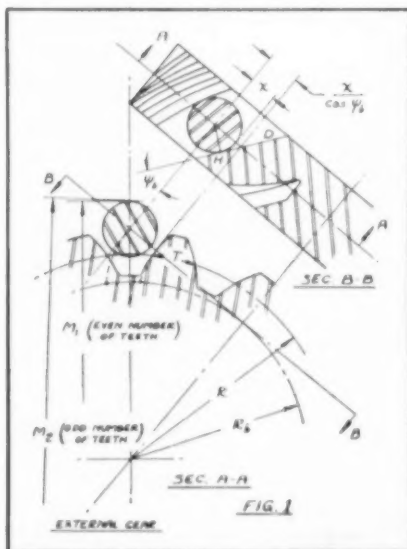 A
x
x
cos ψb
O
H
B
ψb
A
SEC. B-B
T
M1 (EVEN NUMBER
OF TEETH)
R
M2 (ODD NUMBER
OF TEETH)
Rb
B
SEC. A-A
FIG. 1
EXTERNAL GEAR